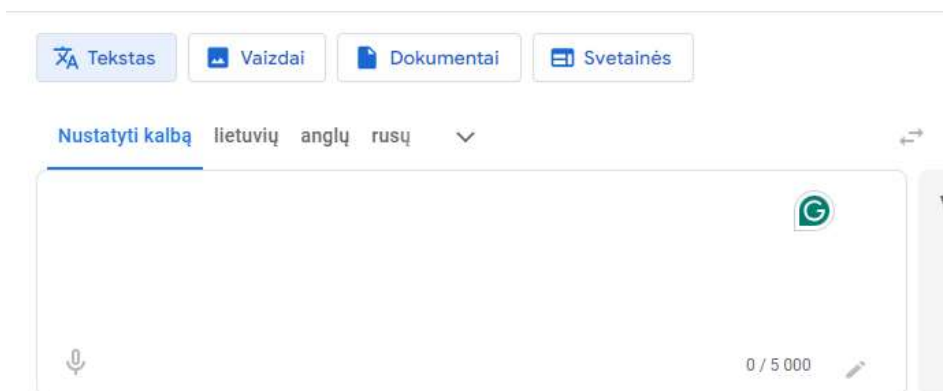 Tekstas Vaizdai Dokumentai Svetainės
Nustatyti kalbą lietuvių anglų rusų
0 / 5 000